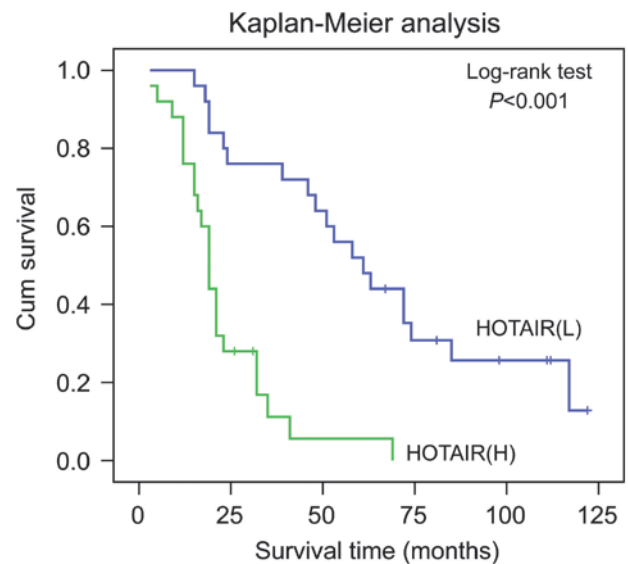 Kaplan-Meier analysis
Log-rank test
P<0.001
1.0
0.8
0.6
0.4
0.2
0.0
Cum survival
HOTAIR(L)
HOTAIR(H)
0
25
50
75
100
125
Survival time (months)